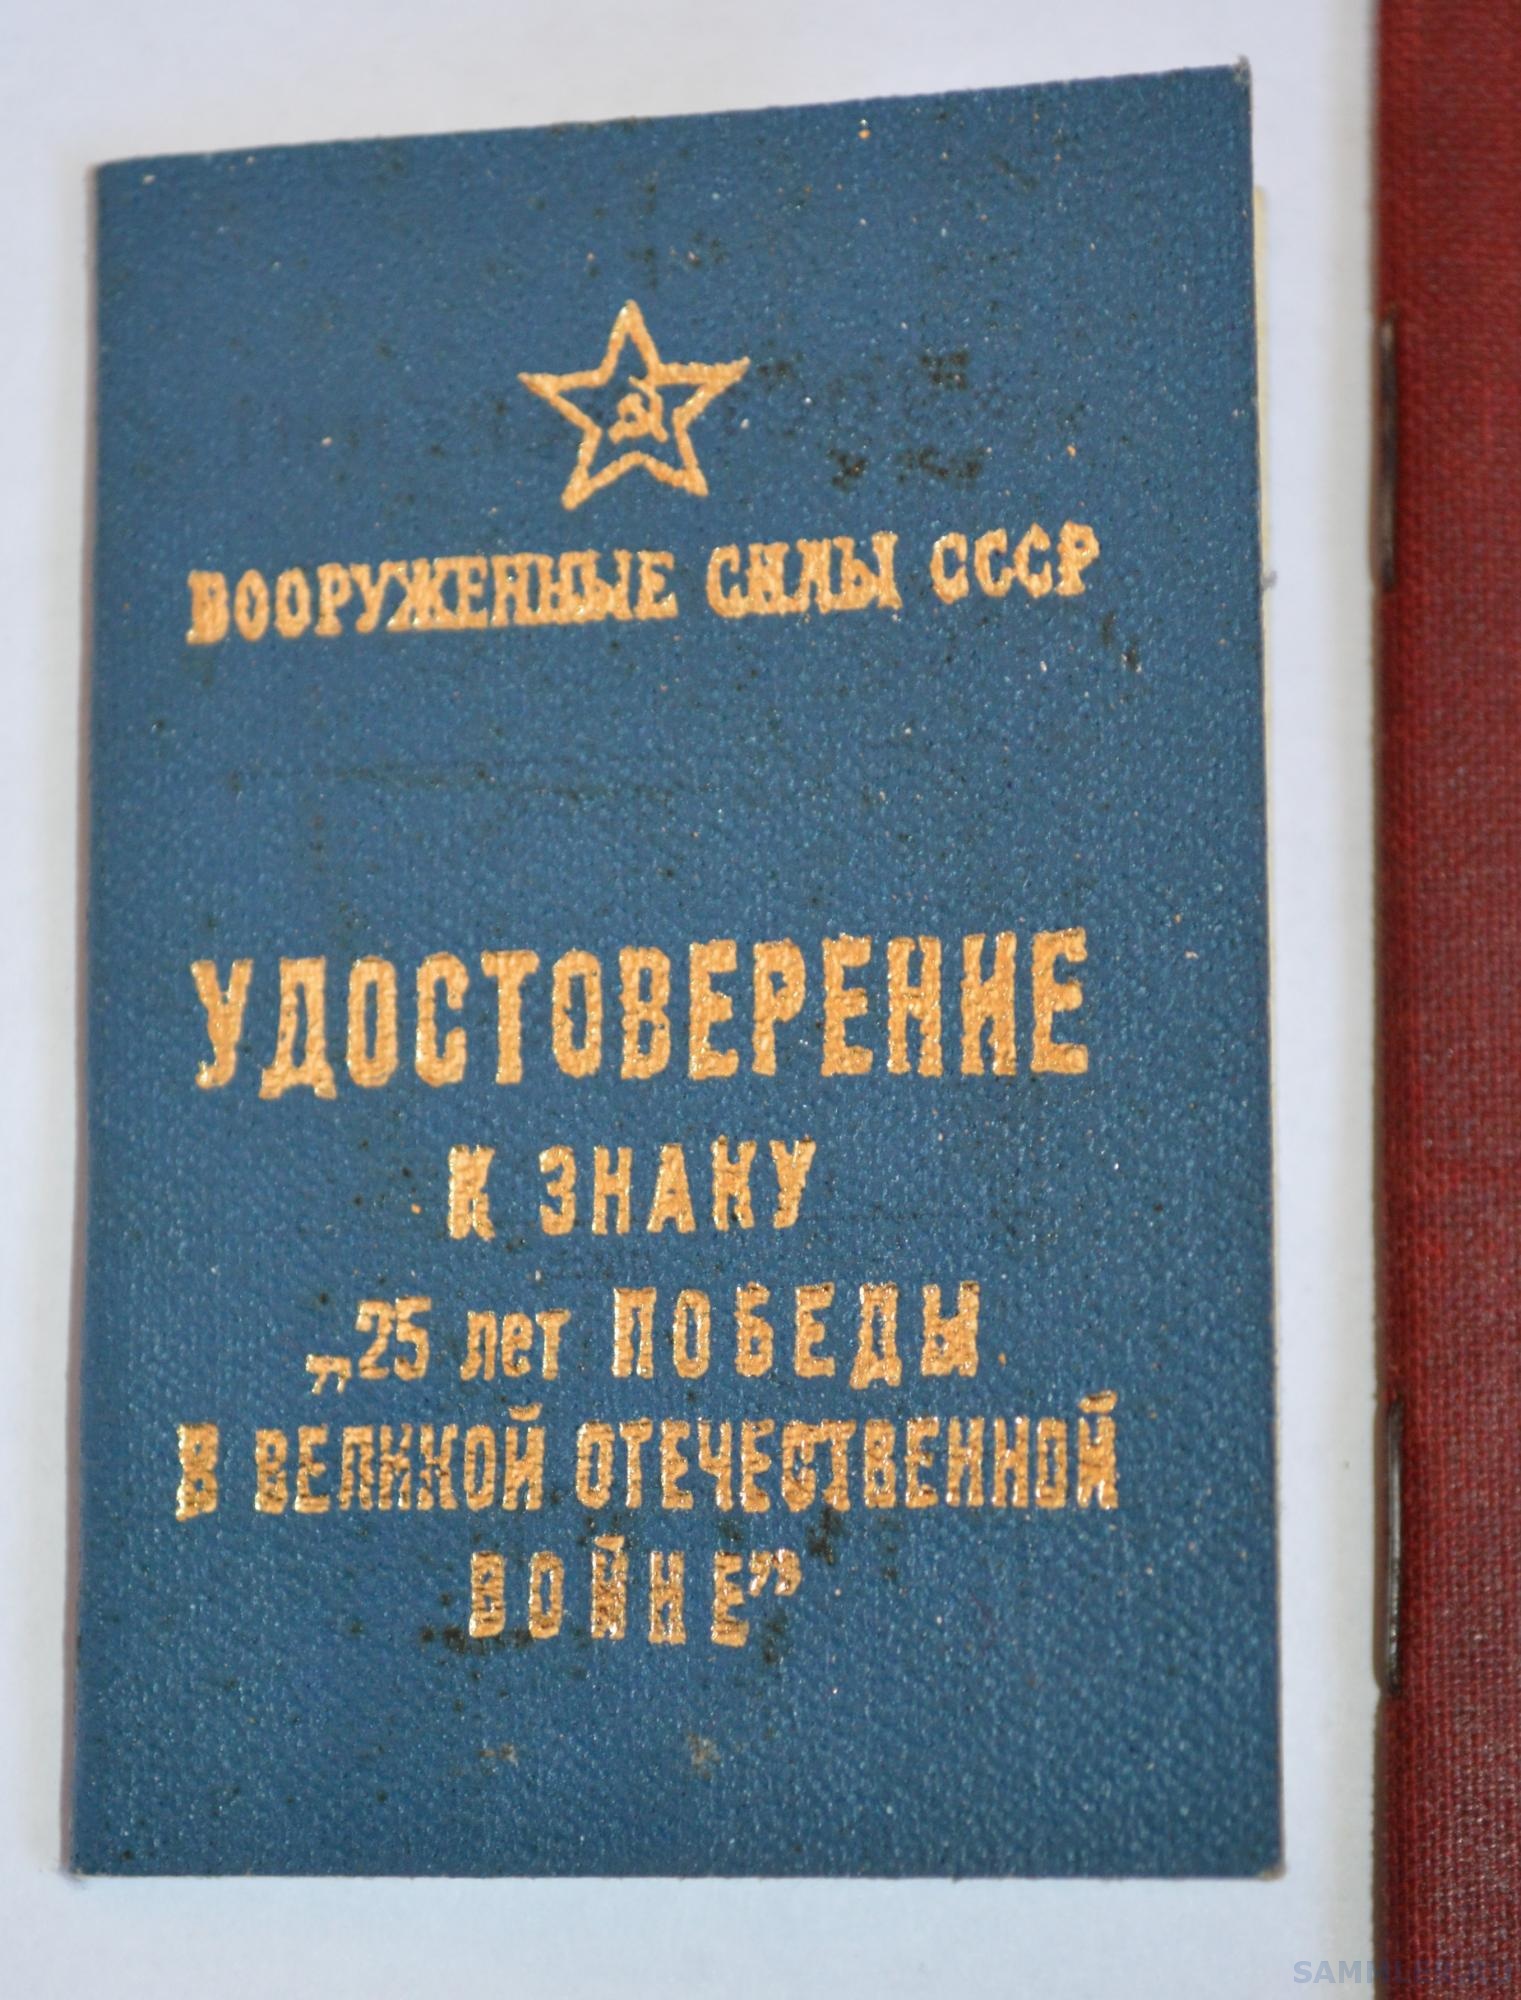 ВООРУЖЕННЫЕ СИЛЫ СССР
УДОСТОВЕРЕНИЕ
К ЗНАКУ
„25 лет ПОБЕДЫ
В ВЕЛИКОЙ ОТЕЧЕСТВЕННОЙ
ВОЙНЕ”